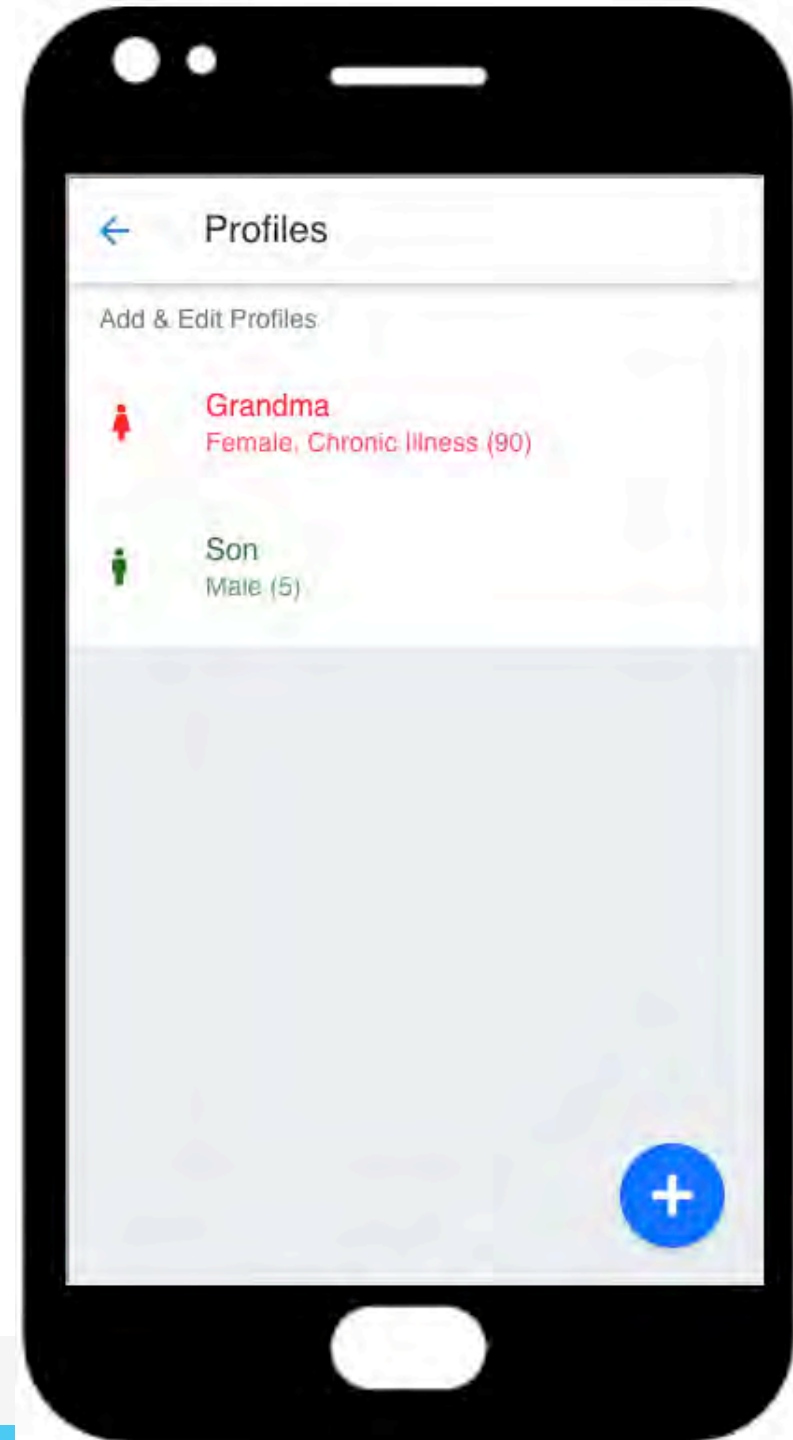 Profiles
Add & Edit Profiles
Grandma
Female, Chronic Illness (90)
Son
Male (5)